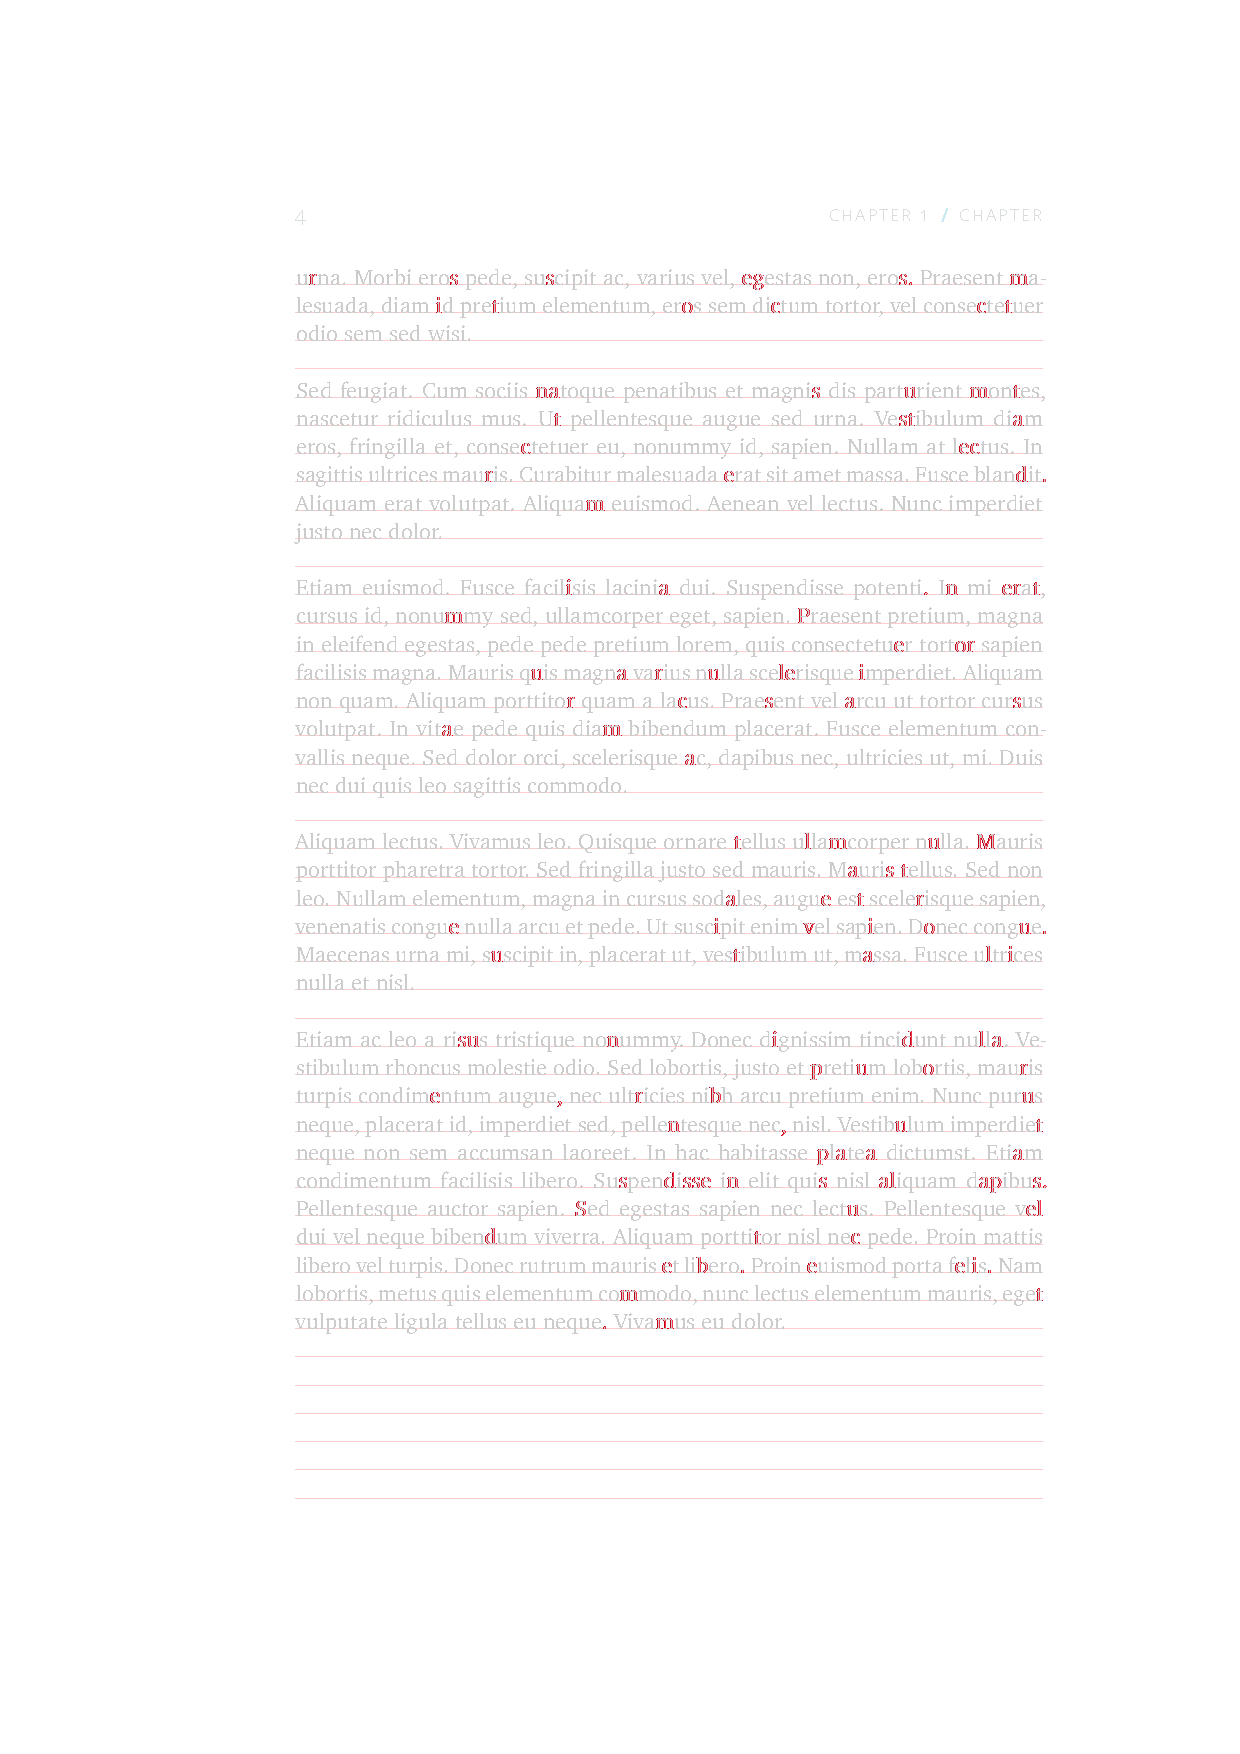 4 CHAPTER 1 / CHAPTER
urna. Morbi eros pede, suscipit ac, varius vel, egestas non, eros. Praesent ma-
lesuada, diam id pretium elementum, eros sem dictum tortor, vel consectetuer
odio sem sed wisi.
Sed feugiat. Cum sociis natoque penatibus et magnis dis parturient montes,
nascetur ridiculus mus. Ut pellentesque augue sed urna. Vestibulum diam
eros, fringilla et, consectetuer eu, nonummy id, sapien. Nullam at lectus. In
sagittis ultrices mauris. Curabitur malesuada erat sit amet massa. Fusce blandit.
Aliquam erat volutpat. Aliquam euismod. Aenean vel lectus. Nunc imperdiet
justo nec dolor.
Etiam euismod. Fusce facilisis lacinia dui. Suspendisse potenti. In mi erat,
cursus id, nonummy sed, ullamcorper eget, sapien. Praesent pretium, magna
in eleifend egestas, pede pede pretium lorem, quis consectetuer tortor sapien
facilisis magna. Mauris quis magna varius nulla scelerisque imperdiet. Aliquam
non quam. Aliquam porttitor quam a lacus. Praesent vel arcu ut tortor cursus
volutpat. In vitae pede quis diam bibendum placerat. Fusce elementum con-
vallis neque. Sed dolor orci, scelerisque ac, dapibus nec, ultricies ut, mi. Duis
nec dui quis leo sagittis commodo.
Aliquam lectus. Vivamus leo. Quisque ornare tellus ullamcorper nulla. Mauris
porttitor pharetra tortor. Sed fringilla justo sed mauris. Mauris tellus. Sed non
leo. Nullam elementum, magna in cursus sodales, augue est scelerisque sapien,
venenatis congue nulla arcu et pede. Ut suscipit enim vel sapien. Donec congue.
Maecenas urna mi, suscipit in, placerat ut, vestibulum ut, massa. Fusce ultrices
nulla et nisl.
Etiam ac leo a risus tristique nonummy. Donec dignissim tincidunt nulla. Ve-
stibulum rhoncus molestie odio. Sed lobortis, justo et pretium lobortis, mauris
turpis condimentum augue, nec ultricies nibh arcu pretium enim. Nunc purus
neque, placerat id, imperdiet sed, pellentesque nec, nisl. Vestibulum imperdiet
neque non sem accumsan laoreet. In hac habitasse platea dictumst. Etiam
condimentum facilisis libero. Suspendisse in elit quis nisl aliquam dapibus.
Pellentesque auctor sapien. Sed egestas sapien nec lectus. Pellentesque vel
dui vel neque bibendum viverra. Aliquam porttitor nisl nec pede. Proin mattis
libero vel turpis. Donec rutrum mauris et libero. Proin euismod porta felis. Nam
lobortis, metus quis elementum commodo, nunc lectus elementum mauris, eget
vulputate ligula tellus eu neque. Vivamus eu dolor.